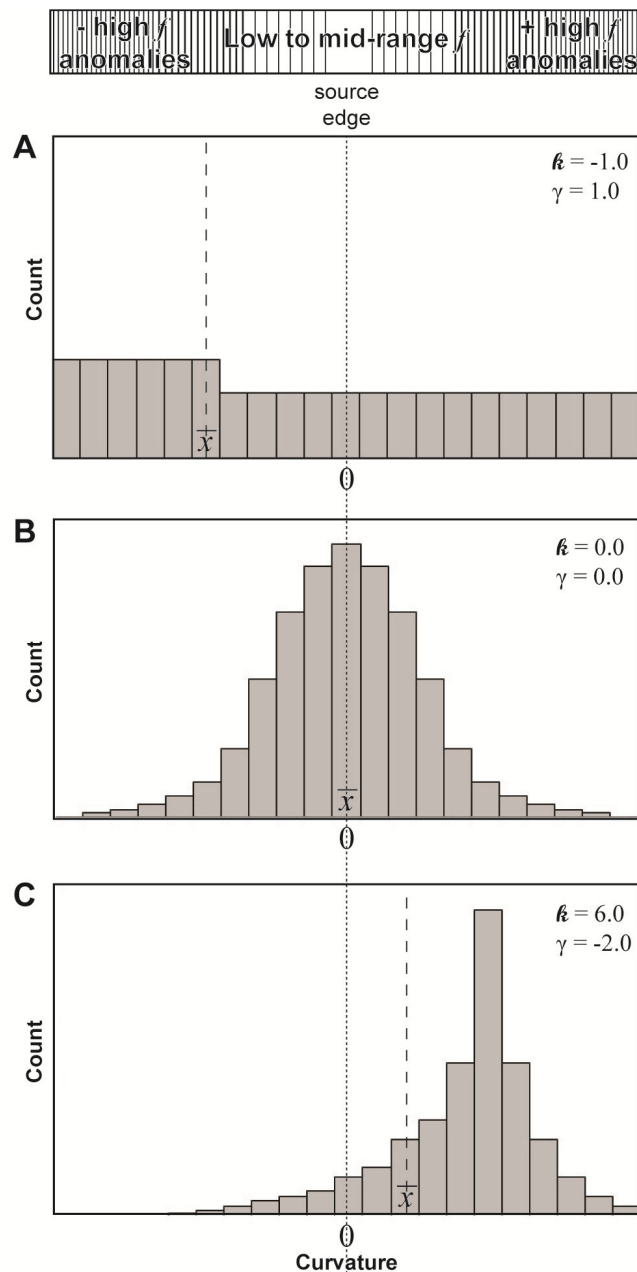 - high f
anomalies
Low to mid-range f
+ high f
anomalies
source
edge
A
k = -1.0
γ = 1.0
Count
x̅
0
B
k = 0.0
γ = 0.0
Count
x̅
0
C
k = 6.0
γ = -2.0
Count
x̅
0
Curvature